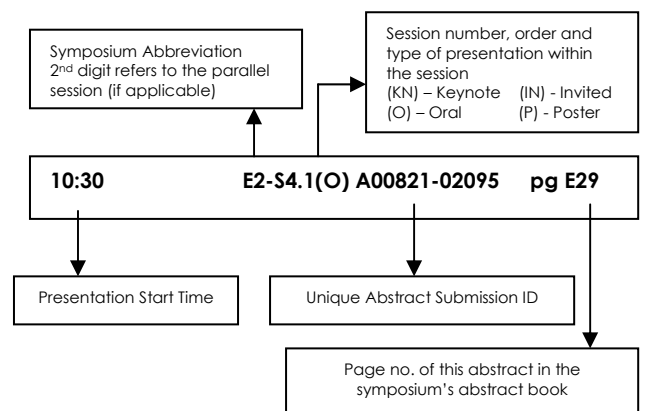 Symposium Abbreviation
2nd digit refers to the parallel
session (if applicable)
Session number, order and
type of presentation within
the session
(KN) – Keynote (IN) - Invited
(O) – Oral (P) - Poster
10:30 E2-S4.1(O) A00821-02095 pg E29
Presentation Start Time
Unique Abstract Submission ID
Page no. of this abstract in the
symposium's abstract book